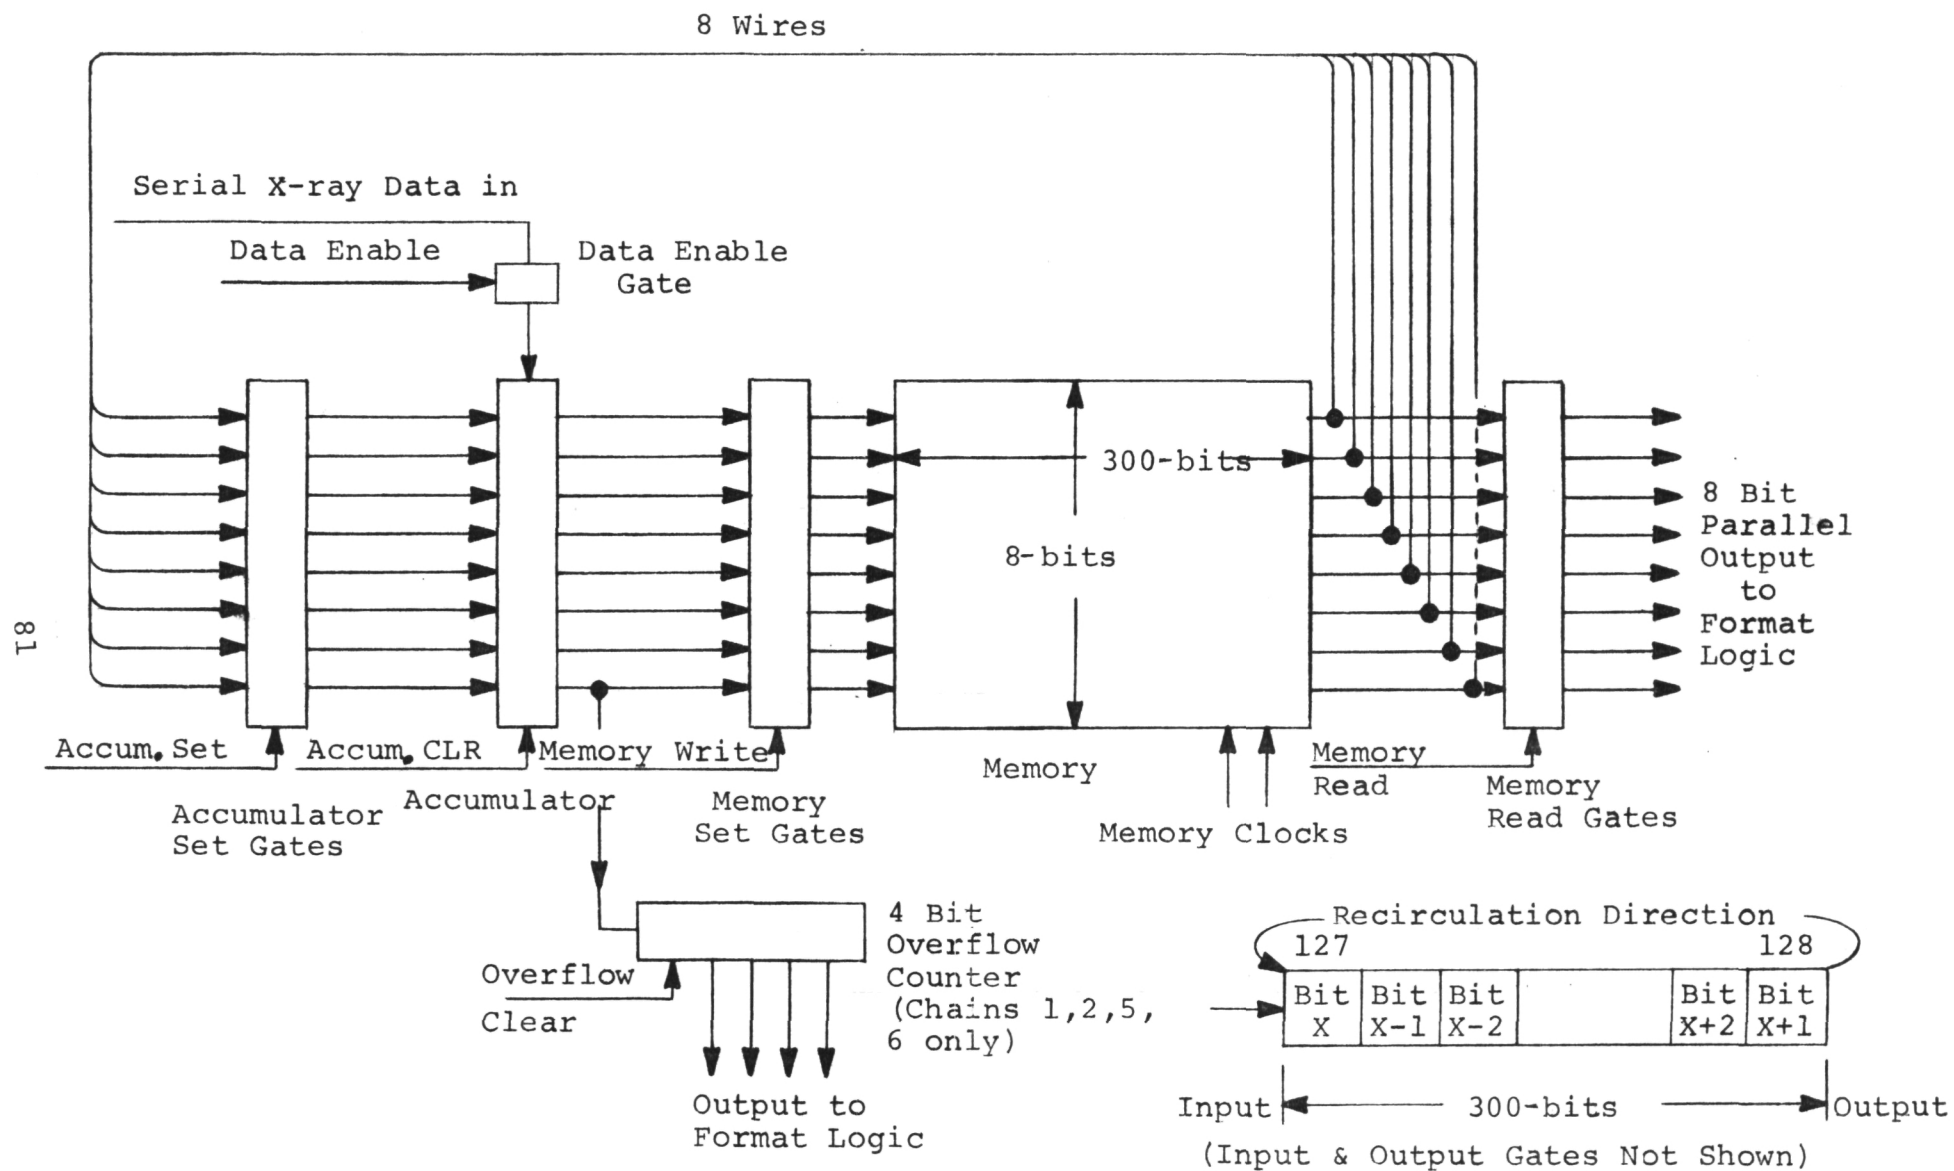 8 Wires
Serial X-ray Data in
Data Enable
Data Enable
Gate
300-bits
8-bits
8 Bit
Parallel
Output
to
Format
Logic
81
Accum. Set
Accum. CLR
Memory Write
Memory
Memory
Read
Accumulator
Set Gates
Accumulator
Memory
Set Gates
Memory Clocks
Memory
Read Gates
4 Bit
Overflow
Counter
(Chains 1,2,5,
6 only)
Overflow
Clear
Output to
Format Logic
Recirculation Direction
127
128
Bit
X
Bit
X-1
Bit
X-2
Bit
X+2
Bit
X+1
Input
300-bits
Output
(Input & Output Gates Not Shown)